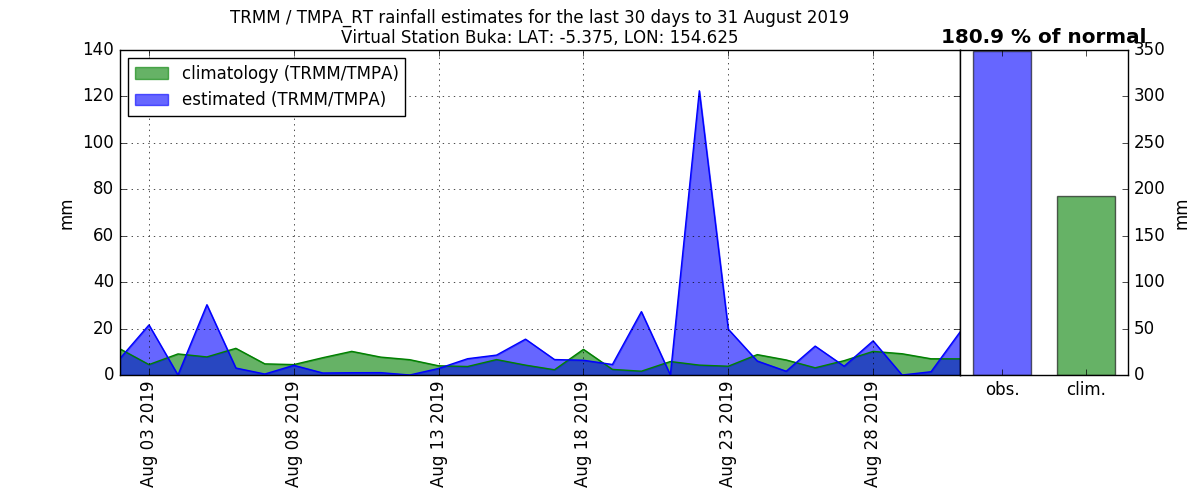 TRMM / TMPA_RT rainfall estimates for the last 30 days to 31 August 2019
Virtual Station Buka: LAT: -5.375, LON: 154.625
180.9 % of normal
climatology (TRMM/TMPA)
estimated (TRMM/TMPA)
mm
140
120
100
80
60
40
20
0
350
300
250
200
150
100
50
0
mm
Aug 03 2019
Aug 08 2019
Aug 13 2019
Aug 18 2019
Aug 23 2019
Aug 28 2019
obs.
clim.